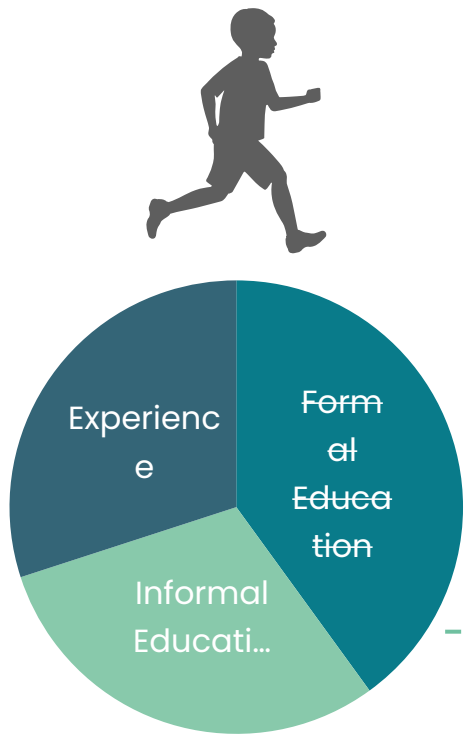 Experienc
e
Form
al
Educa
tion
Informal
Educati...